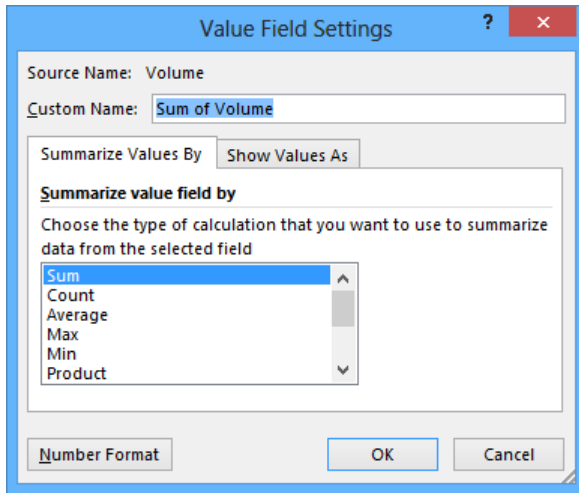 Value Field Settings ? ×
Source Name: Volume
Custom Name: Sum of Volume
Summarize Values By Show Values As
Summarize value field by
Choose the type of calculation that you want to use to summarize
data from the selected field
Sum
Count
Average
Max
Min
Product
Number Format OK Cancel